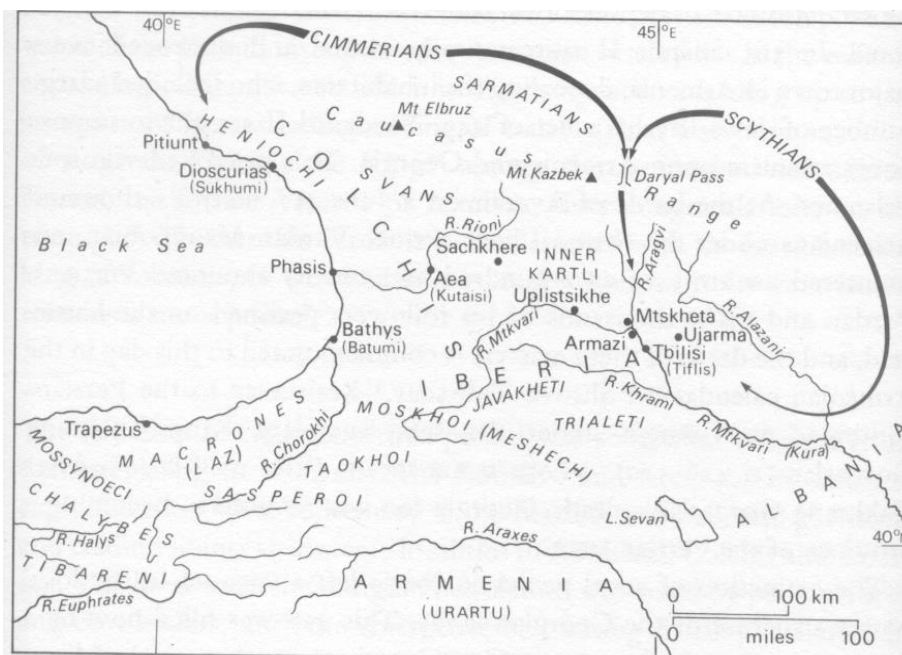 40°E
45°E
CIMMERIANS
SARMATIANS
SCYTHIANS
HENIOCHI
Caucasus
Range
Mt Elbruz
Pitiunt
SVANS
Mt Kazbek
Daryal Pass
Dioscurias
(Sukhumi)
COLCHIS
R.Rioni
R.Aragvi
Black Sea
Sachkhere
INNER
KARTLI
Phasis
Aea
(Kutaisi)
Uplistsikhe
R.Alazani
R.Mtkvari
Mtskheta
Ujarma
Armazi
Bathys
(Batumi)
Tbilisi
(Tiflis)
IBERIA
R.Khrami
JAVAKHETI
Trapezus
MOSKHOI/MESHECHI
TRIALETI
R.Mtkvari (Kura)
MACRONES
(LAZI)
R.Chorokhi
TAOKHOI
MOSSYNOECI
SASPEROI
ALBANIA
CHALYBES
L.Sevan
R.Halys
R.Araxes
40°N
TIBARENI
ARMENIA
(URARTU)
R.Euphrates
0 100 km
0 miles 100